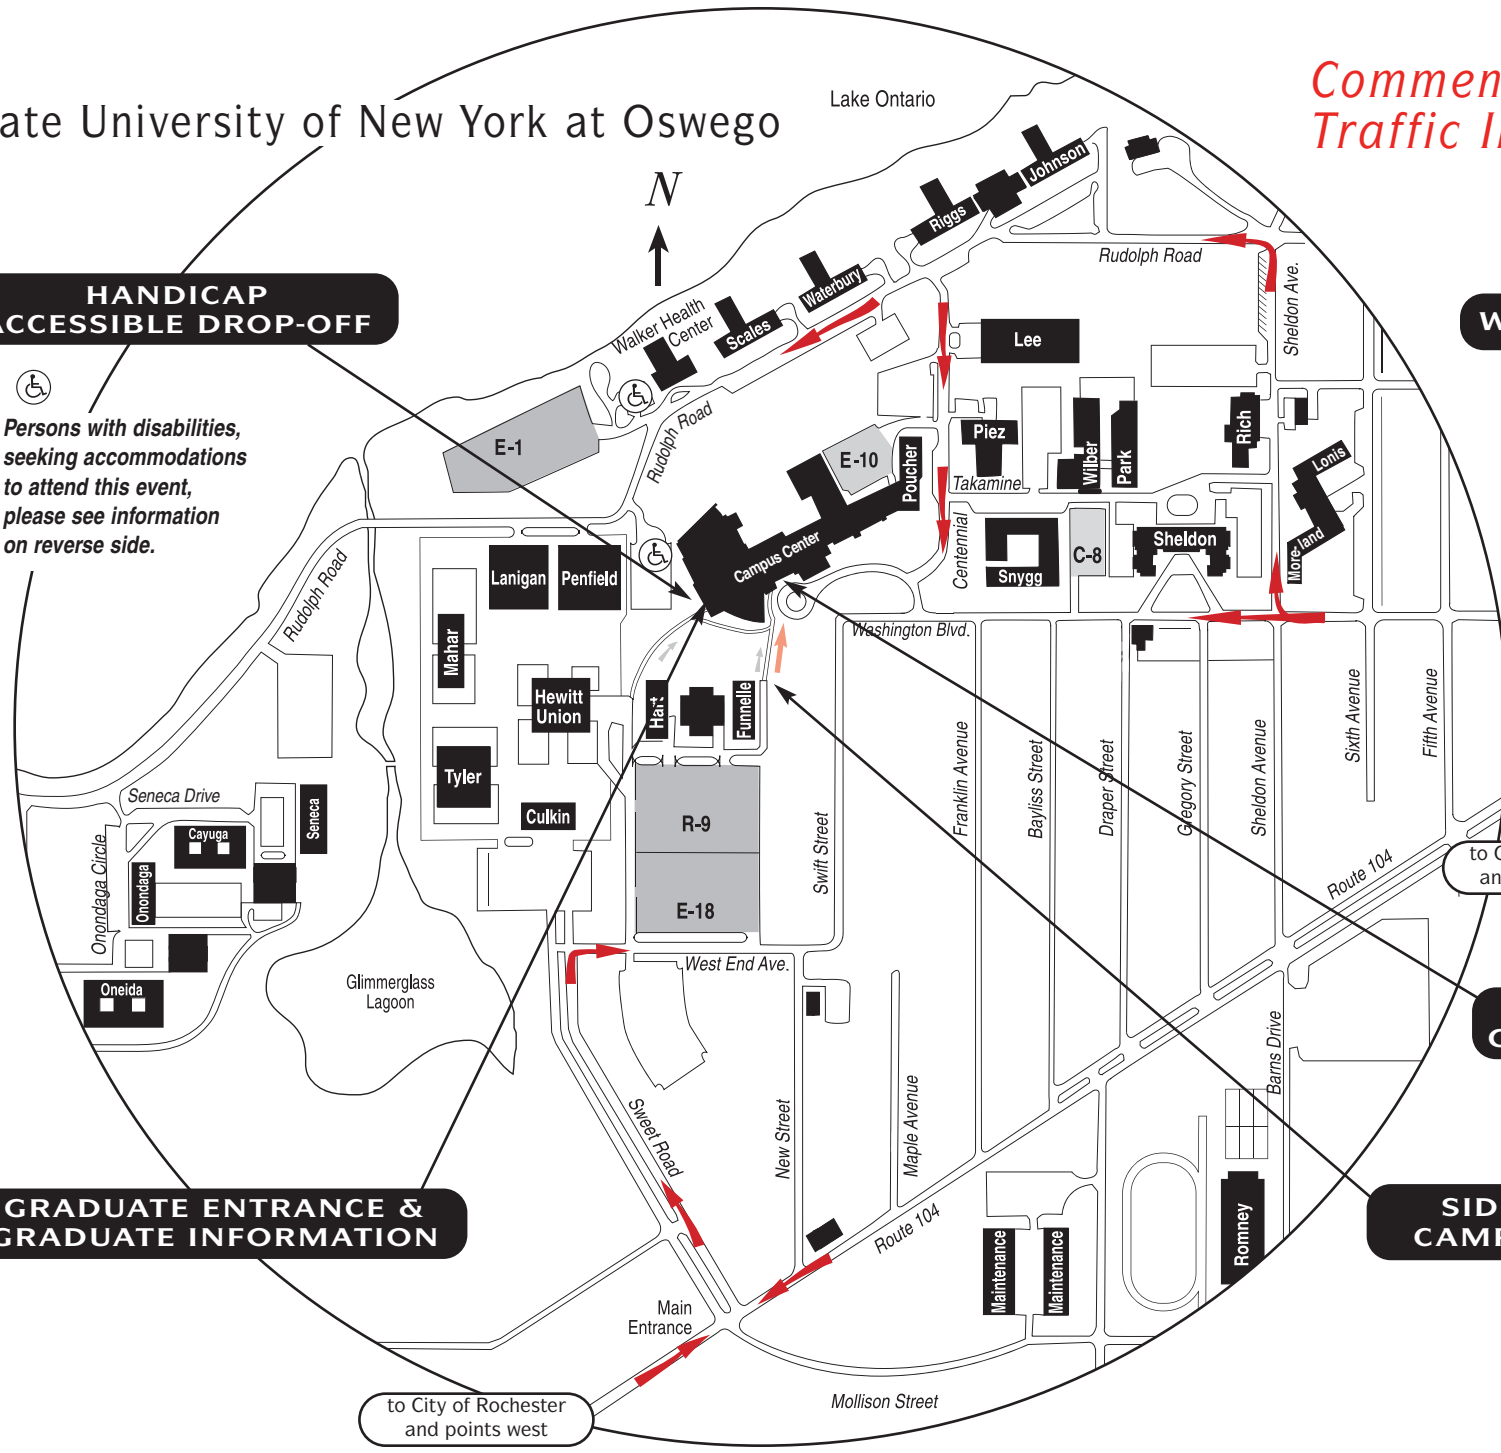 ate University of New York at Oswego
Lake Ontario
Commen
Traffic I
N
HANDICAP
ACCESSIBLE DROP-OFF
Persons with disabilities,
seeking accommodations
to attend this event,
please see information
on reverse side.
Johnson
Riggs
Waterbury
Scales
Walker Health
Center
Rudolph Road
Sheldon Ave.
W
Lee
E-1
Rudolph Road
E-10
Poucher
Piez
Wilber
Park
Rich
Lonis
More-land
Takamine
Centennial
Snygg
C-8
Sheldon
Campus Center
Lanigan
Penfield
Rudolph Road
Mahar
Hewitt
Union
Hart
Funnelle
Washington Blvd.
Tyler
Culkin
Seneca Drive
Seneca
Cayuga
Onondaga
Onondaga Circle
Oneida
R-9
E-18
Swift Street
Franklin Avenue
Bayliss Street
Draper Street
Gregory Street
Sheldon Avenue
Sixth Avenue
Fifth Avenue
Route 104
to C
an
West End Ave.
Glimmerglass
Lagoon
Sweet Road
New Street
Maple Avenue
Barns Drive
C
GRADUATE ENTRANCE &
GRADUATE INFORMATION
SID
CAMP
Route 104
Romney
Maintenance
Maintenance
Main
Entrance
Mollison Street
to City of Rochester
and points west